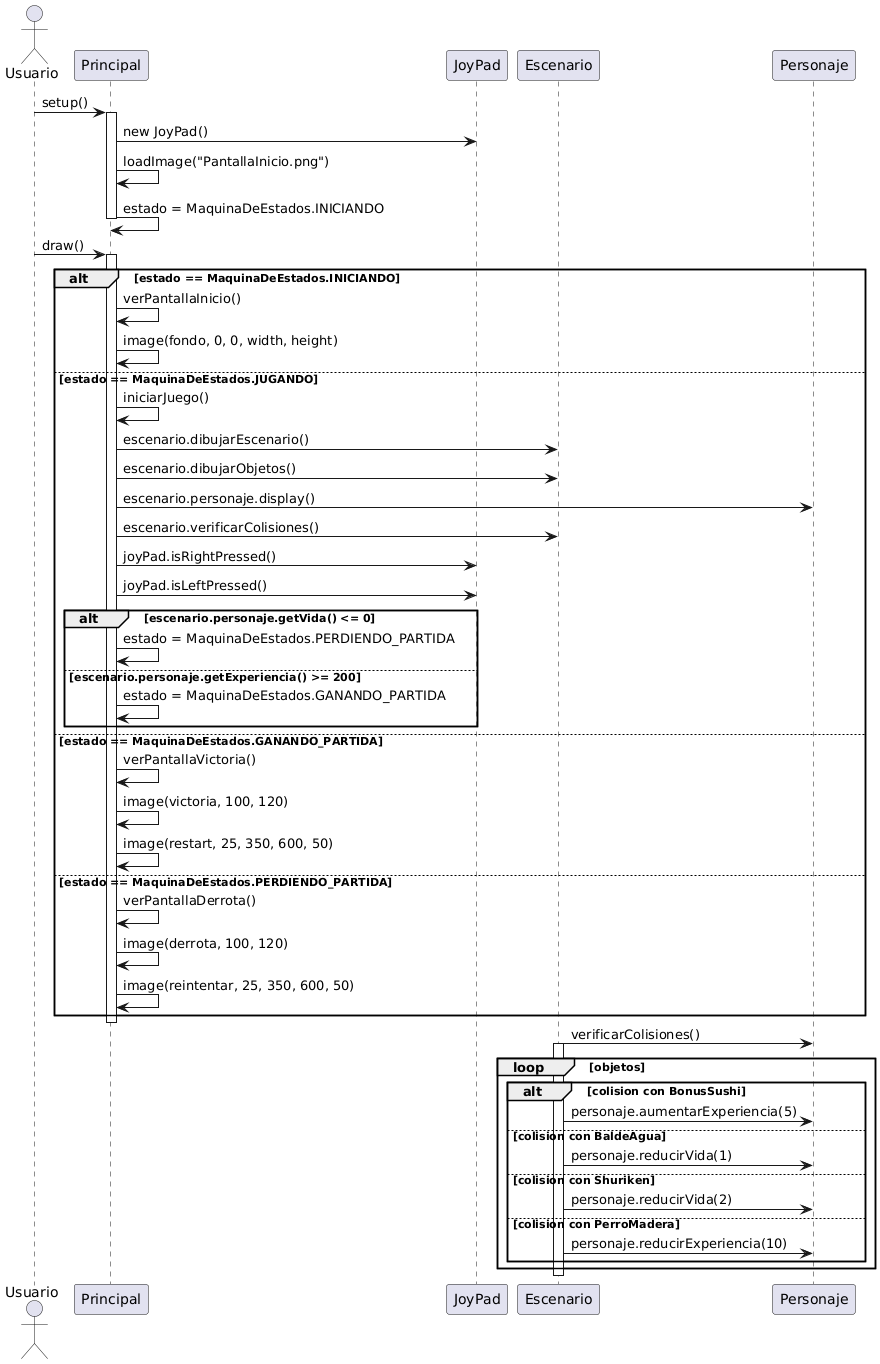 Usuario
Principal
JoyPad
Escenario
Personaje
setup()
new JoyPad()
loadImage("PantallaInicio.png")
estado = MaquinaDeEstados.INICIANDO
draw()
alt [estado == MaquinaDeEstados.INICIANDO]
verPantallaInicio()
image(fondo, 0, 0, width, height)
[estado == MaquinaDeEstados.JUGANDO]
iniciarJuego()
escenario.dibujarEscenario()
escenario.dibujarObjetos()
escenario.personaje.display()
escenario.verificarColisiones()
joyPad.isRightPressed()
joyPad.isLeftPressed()
alt [escenario.personaje.getVida() <= 0]
estado = MaquinaDeEstados.PERDIENDO_PARTIDA
[escenario.personaje.getExperiencia() >= 200]
estado = MaquinaDeEstados.GANANDO_PARTIDA
[estado == MaquinaDeEstados.GANANDO_PARTIDA]
verPantallaVictoria()
image(victoria, 100, 120)
image(restart, 25, 350, 600, 50)
[estado == MaquinaDeEstados.PERDIENDO_PARTIDA]
verPantallaDerrota()
image(derrota, 100, 120)
image(reintentar, 25, 350, 600, 50)
verificarColisiones()
loop [objetos]
alt [colision con BonusSushi]
personaje.aumentarExperiencia(5)
[colision con BaldeAgua]
personaje.reducirVida(1)
[colision con Shuriken]
personaje.reducirVida(2)
[colision con PerroMadera]
personaje.reducirExperiencia(10)
Usuario
Principal
JoyPad
Escenario
Personaje